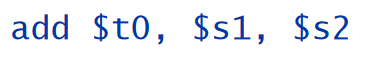 add $t0, $s1, $s2